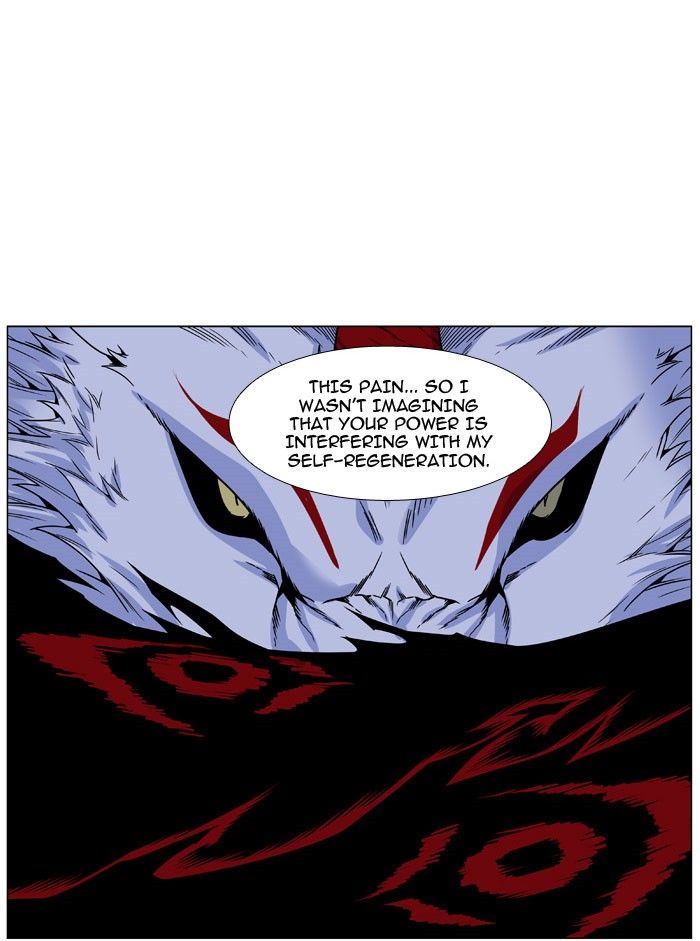 THIS PAIN... SO I
WASN'T IMAGINING
THAT YOUR POWER IS
INTERFERING WITH MY
SELF-REGENERATION.